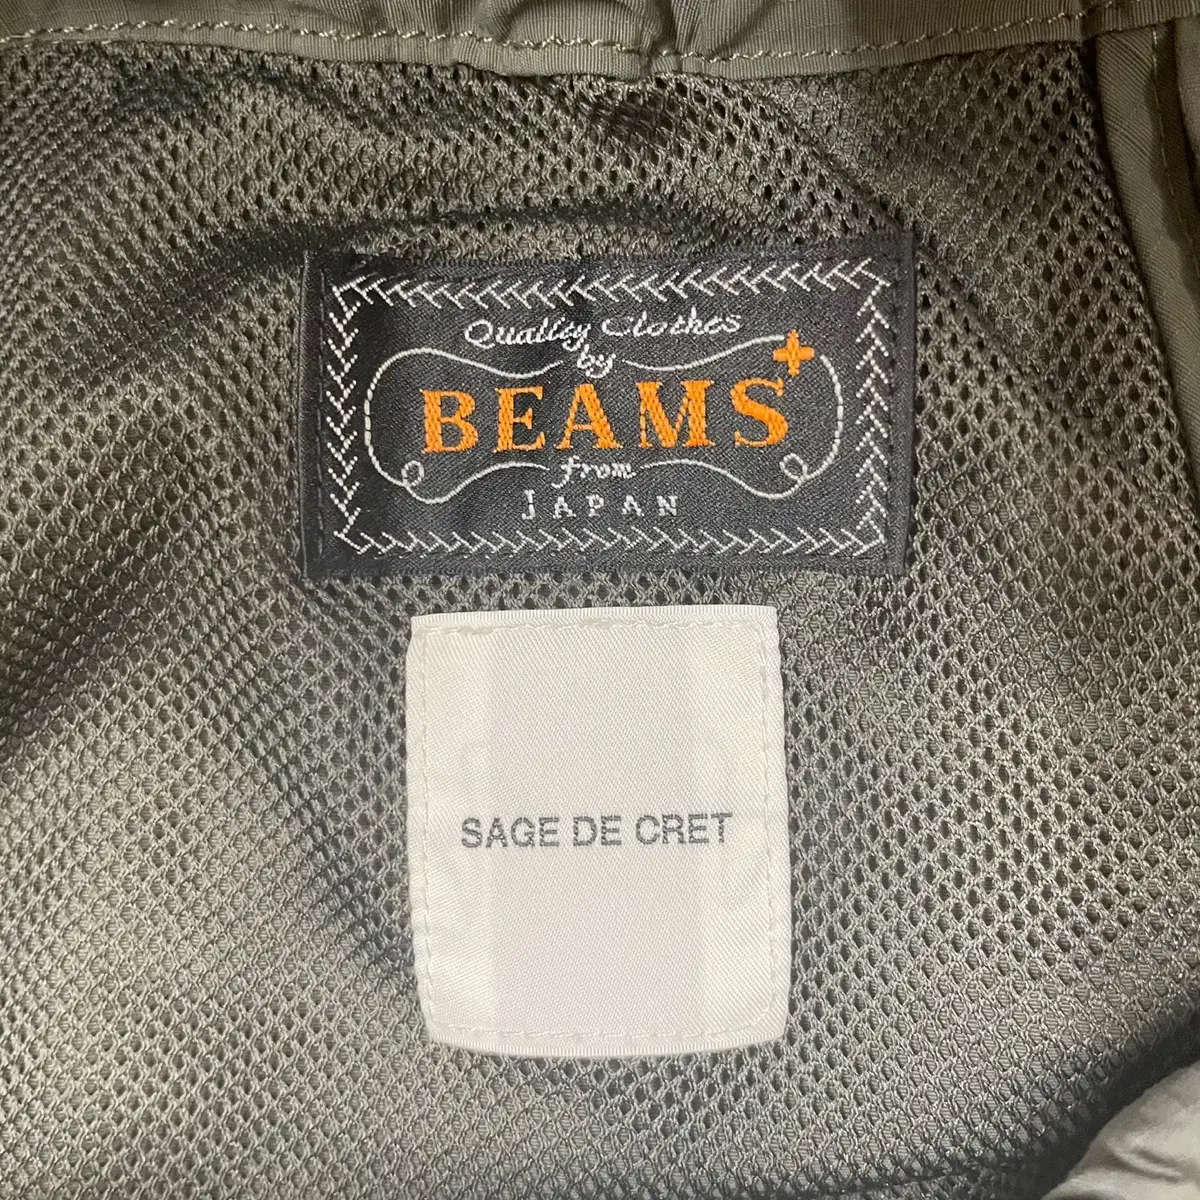 Quality Clothes
by
BEAMS+
from
JAPAN
SAGE DE CRET